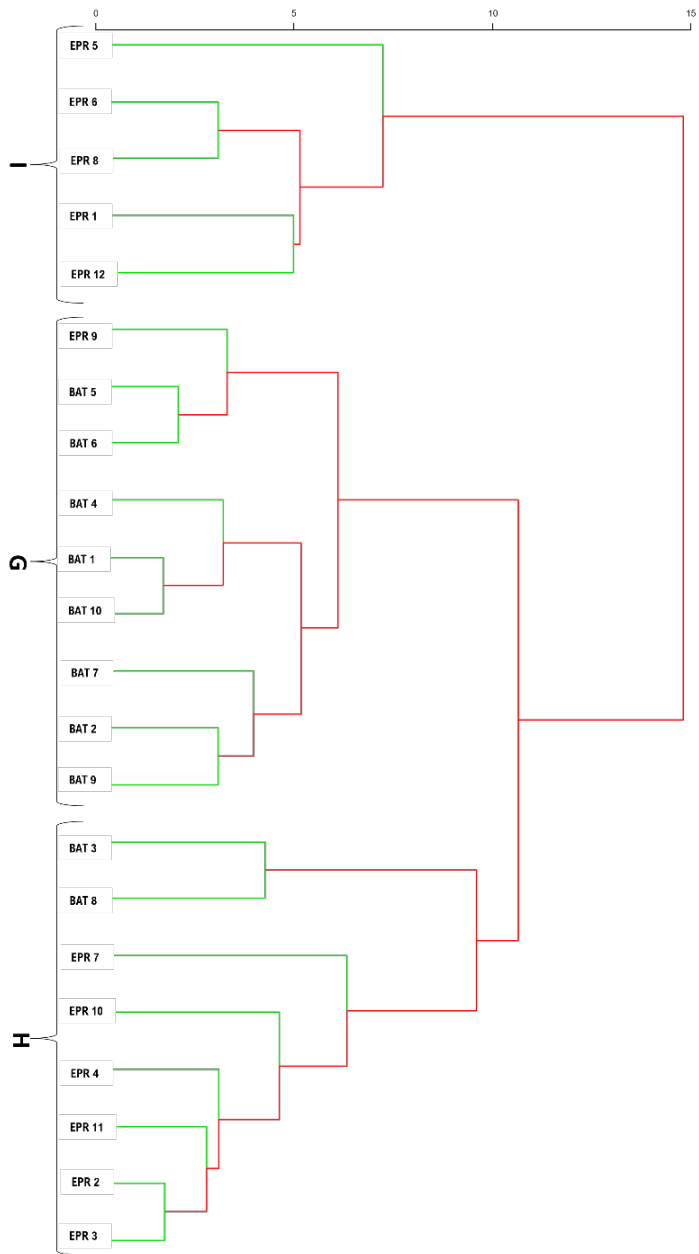 0 5 10 15
EPR 5
EPR 6
EPR 8
I
EPR 1
EPR 12
EPR 9
BAT 5
BAT 6
BAT 4
G
BAT 1
BAT 10
BAT 7
BAT 2
BAT 9
BAT 3
BAT 8
EPR 7
EPR 10
H
EPR 4
EPR 11
EPR 2
EPR 3